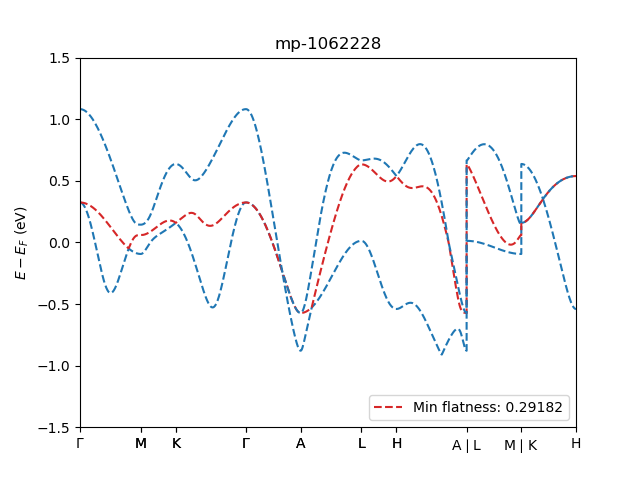 mp-1062228
E − E_F (eV)
1.5
1.0
0.5
0.0
−0.5
−1.0
−1.5
Min flatness: 0.29182
Γ M K Γ A L H A | L M | K H